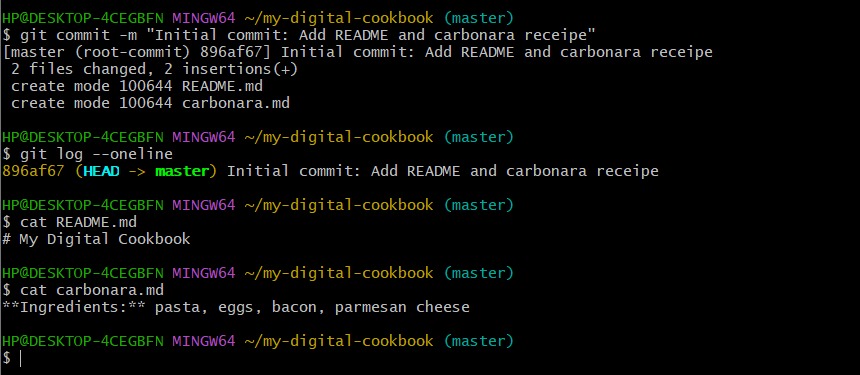 HP@DESKTOP-4CEGBFN MINGW64 ~/my-digital-cookbook (master)
$ git commit -m "Initial commit: Add README and carbonara receipe"
[master (root-commit) 896af67] Initial commit: Add README and carbonara receipe
 2 files changed, 2 insertions(+)
 create mode 100644 README.md
 create mode 100644 carbonara.md
HP@DESKTOP-4CEGBFN MINGW64 ~/my-digital-cookbook (master)
$ git log --oneline
896af67 (HEAD -> master) Initial commit: Add README and carbonara receipe
HP@DESKTOP-4CEGBFN MINGW64 ~/my-digital-cookbook (master)
$ cat README.md
# My Digital Cookbook
HP@DESKTOP-4CEGBFN MINGW64 ~/my-digital-cookbook (master)
$ cat carbonara.md
**Ingredients:** pasta, eggs, bacon, parmesan cheese
HP@DESKTOP-4CEGBFN MINGW64 ~/my-digital-cookbook (master)
$